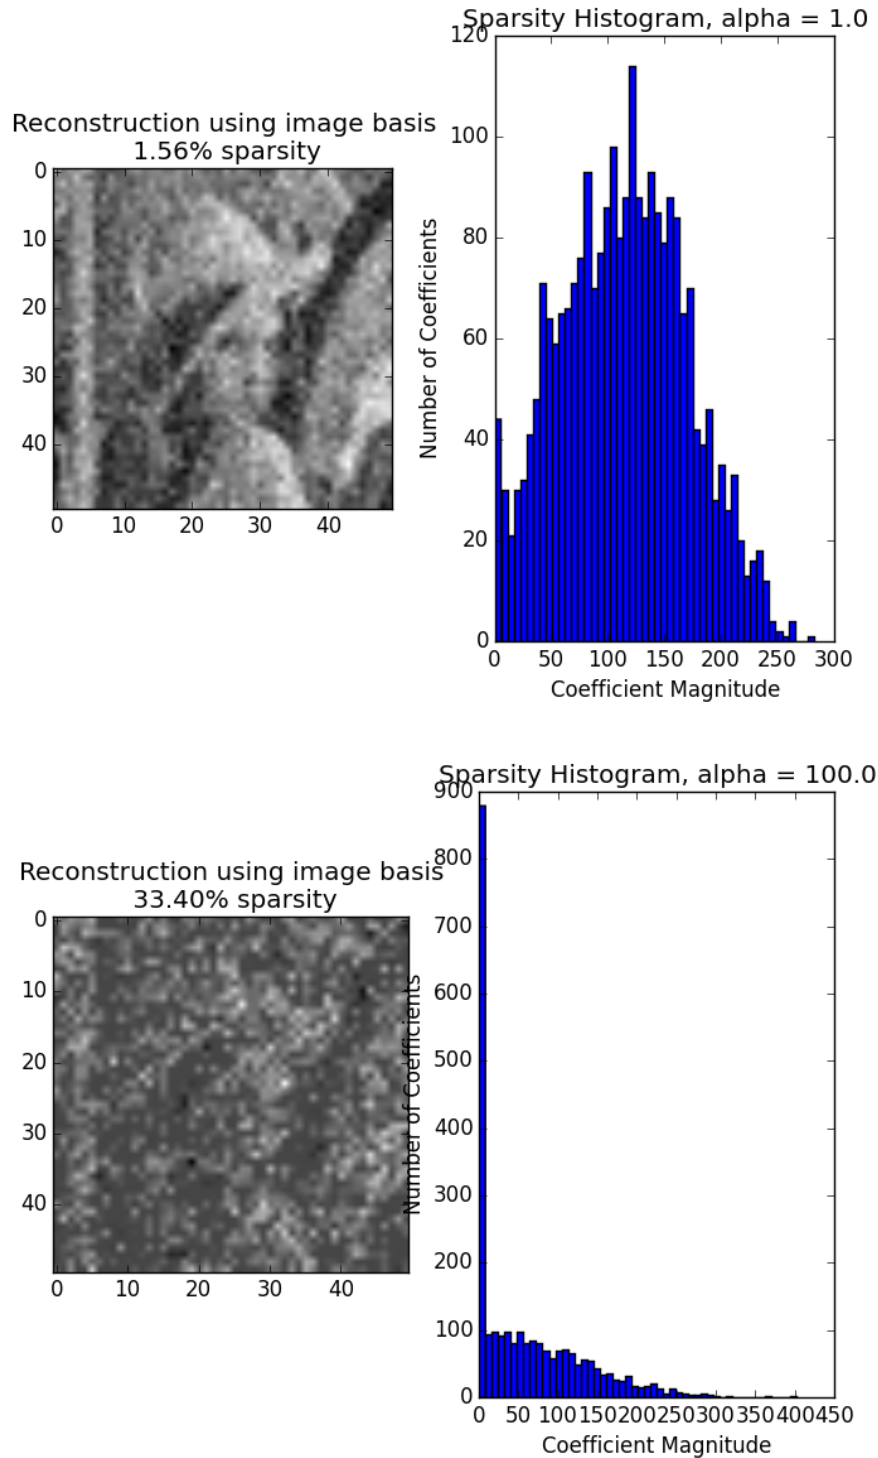 Sparsity Histogram, alpha = 1.0
Reconstruction using image basis
1.56% sparsity
0
10
20
30
40
0 10 20 30 40
120
100
80
60
40
20
0
Number of Coefficients
0 50 100 150 200 250 300
Coefficient Magnitude
Sparsity Histogram, alpha = 100.0
Reconstruction using image basis
33.40% sparsity
0
10
20
30
40
0 10 20 30 40
900
800
700
600
500
400
300
200
100
0
Number of Coefficients
0 50 100 150 200 250 300 350 400 450
Coefficient Magnitude